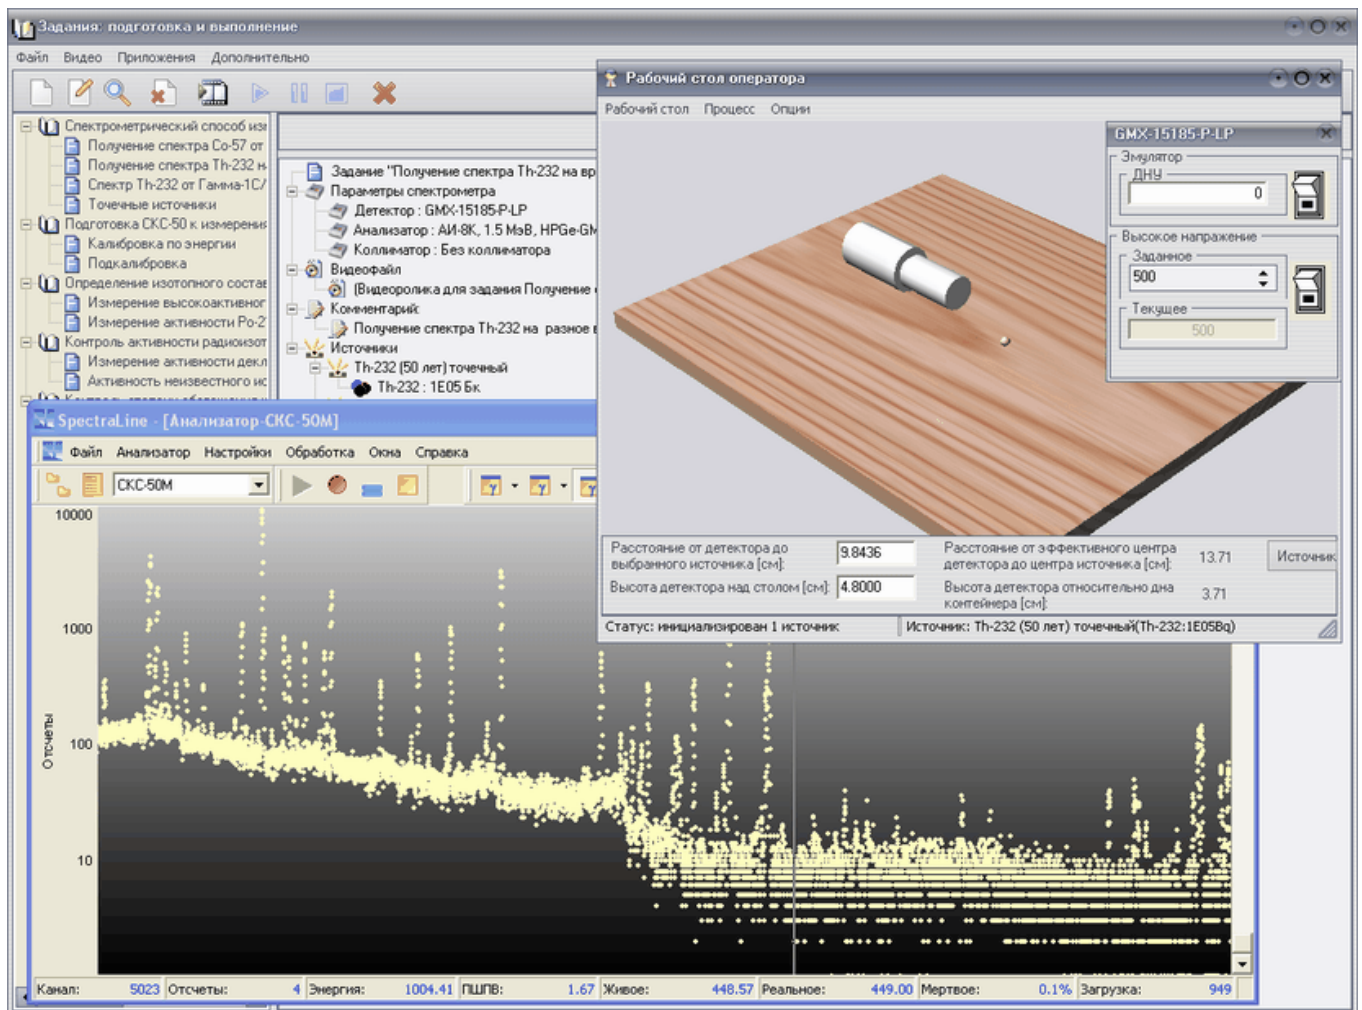 Задания: подготовка и выполнение
Файл Видео Приложения Дополнительно
Спектрометрический способ изм
Получение спектра Co-57 от
Получение спектра Th-232 н
Спектр Th-232 от Гамма-1С/
Точечные источники
Подготовка СКС-50 к измерения
Калибровка по энергии
Подкалибровка
Определение изотопного состав
Измерение высокоактивног
Измерение активности Po-2
Контроль активности радиоизот
Измерение активности декл
Активность неизвестного ис
Задание "Получение спектра Th-232 на вр
Параметры спектрометра
Детектор : GMX-15185-P-LP
Анализатор : АИ-8К, 1.5 МэВ, HPGe-GM
Коллиматор : Без коллиматора
Видеофайл
(Видеоролика для задания Получение
Комментарий:
Получение спектра Th-232 на разное в
Источники
Th-232 (50 лет) точечный
Th-232 : 1E05 Бк
Рабочий стол оператора
Рабочий стол Процесс Опции
GMX-15185-P-LP
Эмулятор
ДНУ
0
Высокое напряжение
Заданное
500
Текущее
500
Расстояние от детектора до
выбранного источника [см]:
9.8436
Расстояние от эффективного центра
детектора до центра источника [см]:
13.71
Источник
Высота детектора над столом [см]:
4.8000
Высота детектора относительно дна
контейнера [см]:
3.71
Статус: инициализирован 1 источник
Источник: Th-232 (50 лет) точечный(Th-232:1E05Bq)
SpectraLine - [Анализатор-СКС-50М]
Файл Анализатор Настройки Обработка Окна Справка
СКС-50М
10000
1000
100
10
Отсчеты
Канал: 5023 Отсчеты: 4 Энергия: 1004.41 ПШПВ: 1.67 Живое: 448.57 Реальное: 449.00 Мертвое: 0.1% Загрузка: 949